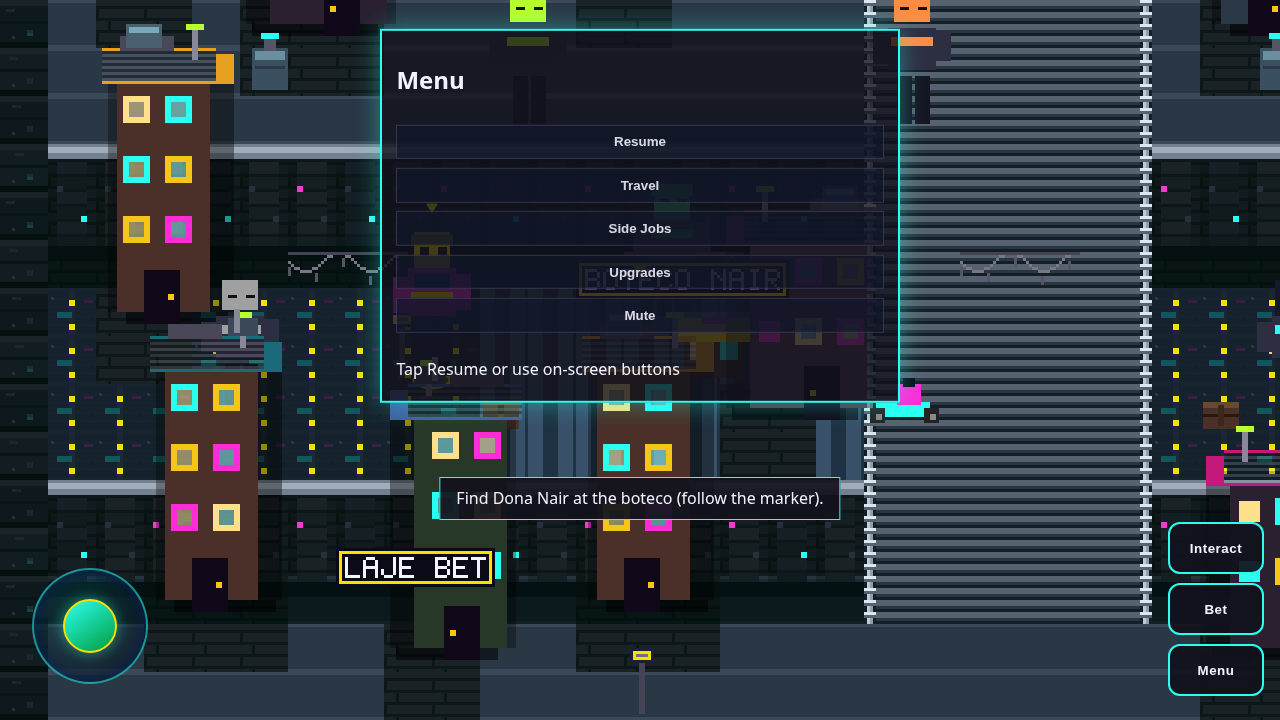 Menu
Resume
Travel
Side Jobs
Upgrades
BOTECO NAIR
Mute
Tap Resume or use on-screen buttons
Find Dona Nair at the boteco (follow the marker).
Interact
LAJE BET
Bet
Menu